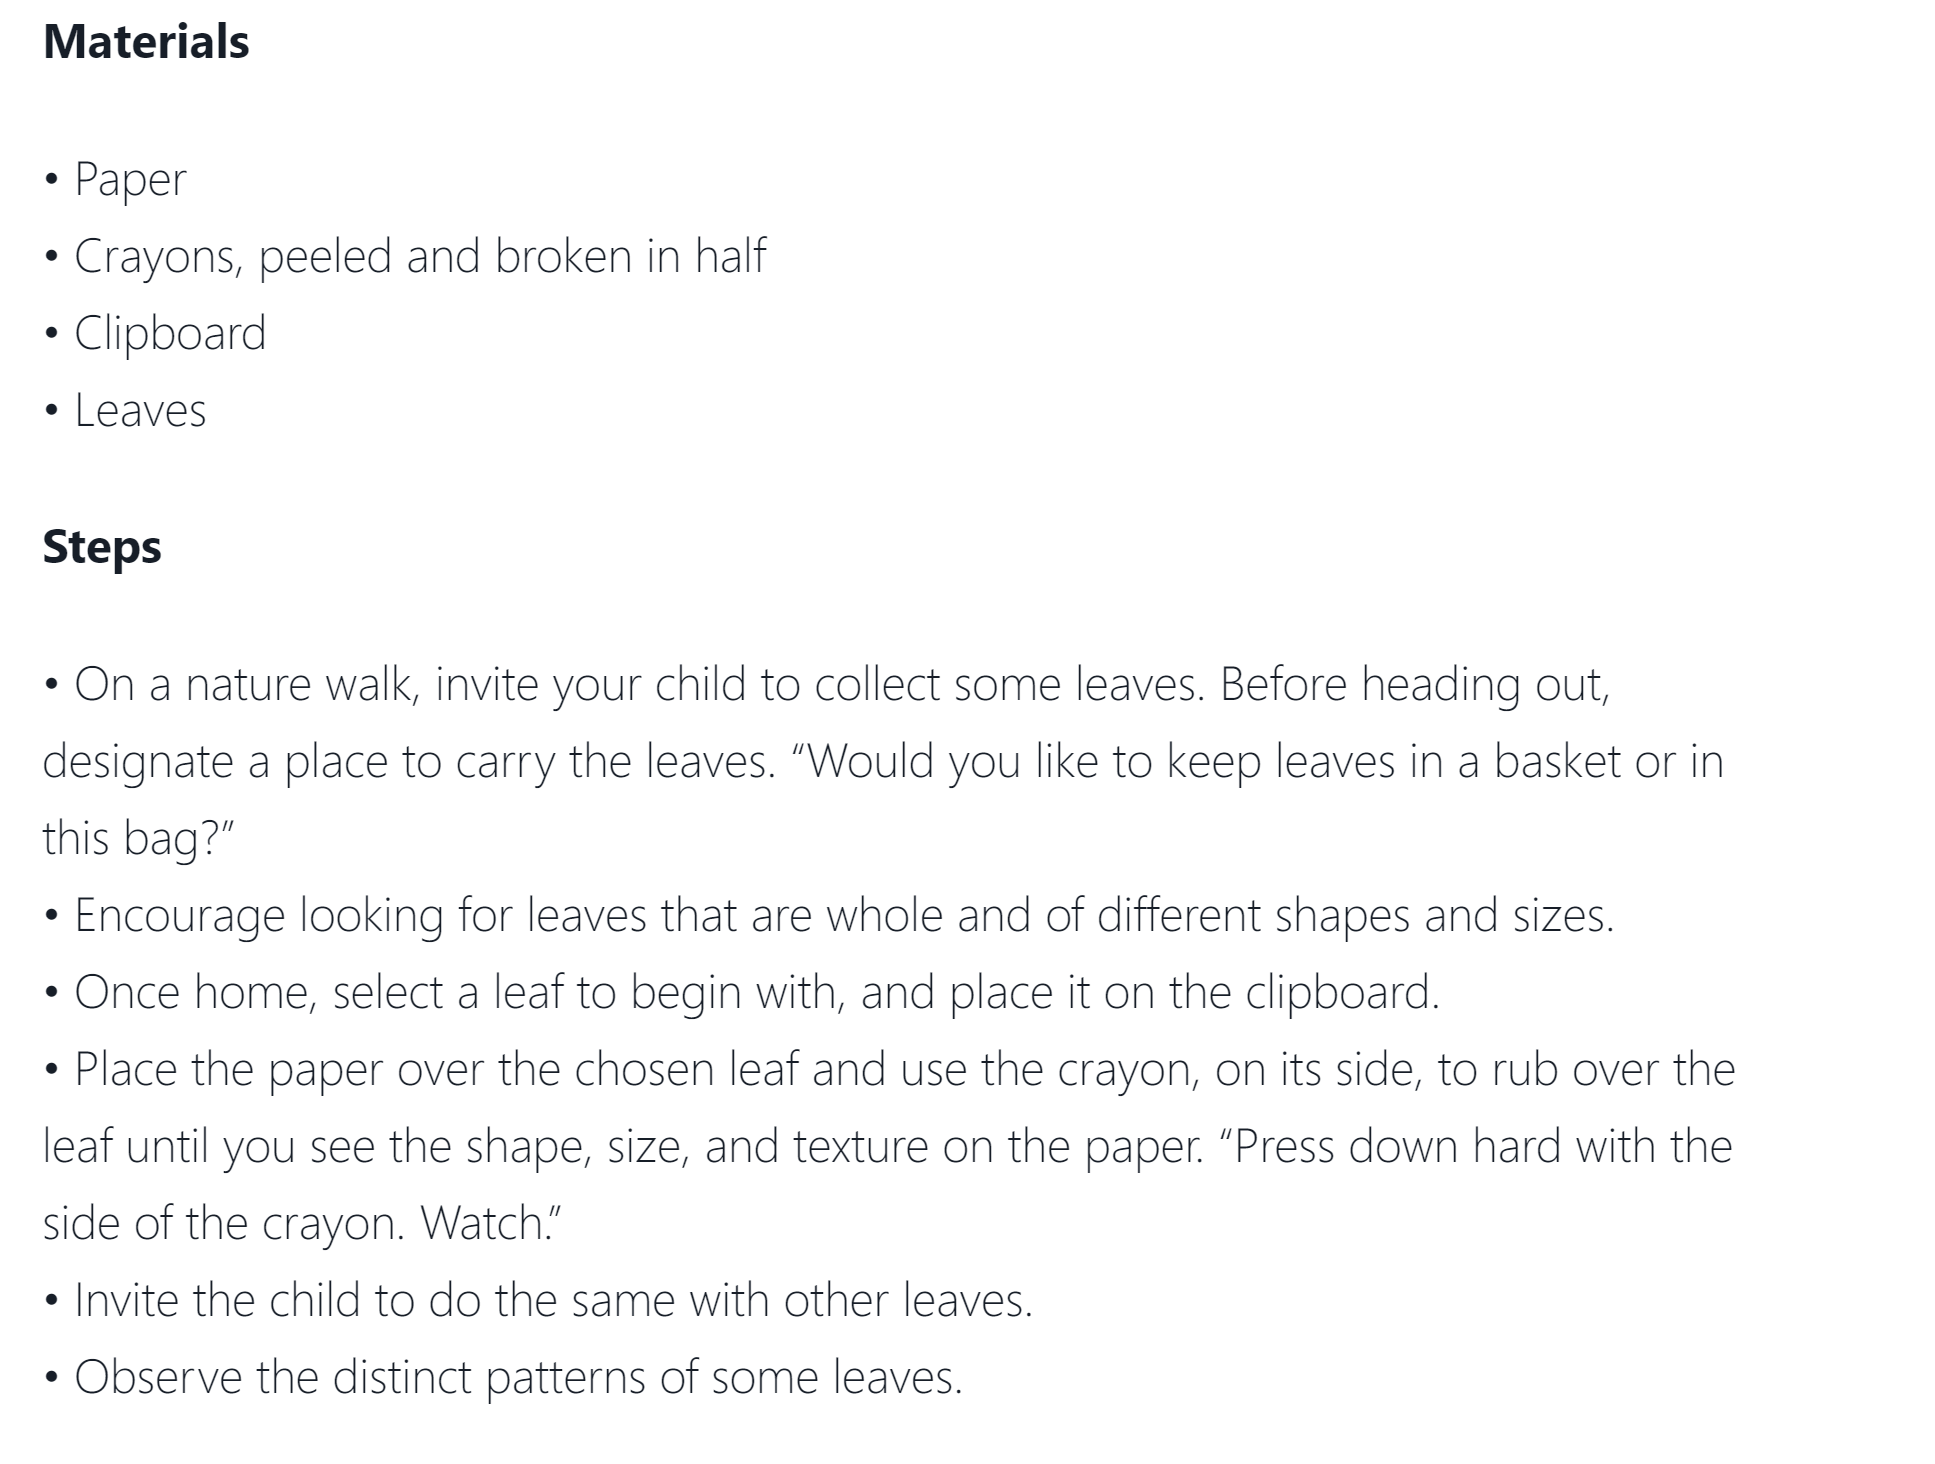 Materials
• Paper
• Crayons, peeled and broken in half
• Clipboard
• Leaves
Steps
• On a nature walk, invite your child to collect some leaves. Before heading out,
designate a place to carry the leaves. “Would you like to keep leaves in a basket or in
this bag?”
• Encourage looking for leaves that are whole and of different shapes and sizes.
• Once home, select a leaf to begin with, and place it on the clipboard.
• Place the paper over the chosen leaf and use the crayon, on its side, to rub over the
leaf until you see the shape, size, and texture on the paper. “Press down hard with the
side of the crayon. Watch.”
• Invite the child to do the same with other leaves.
• Observe the distinct patterns of some leaves.